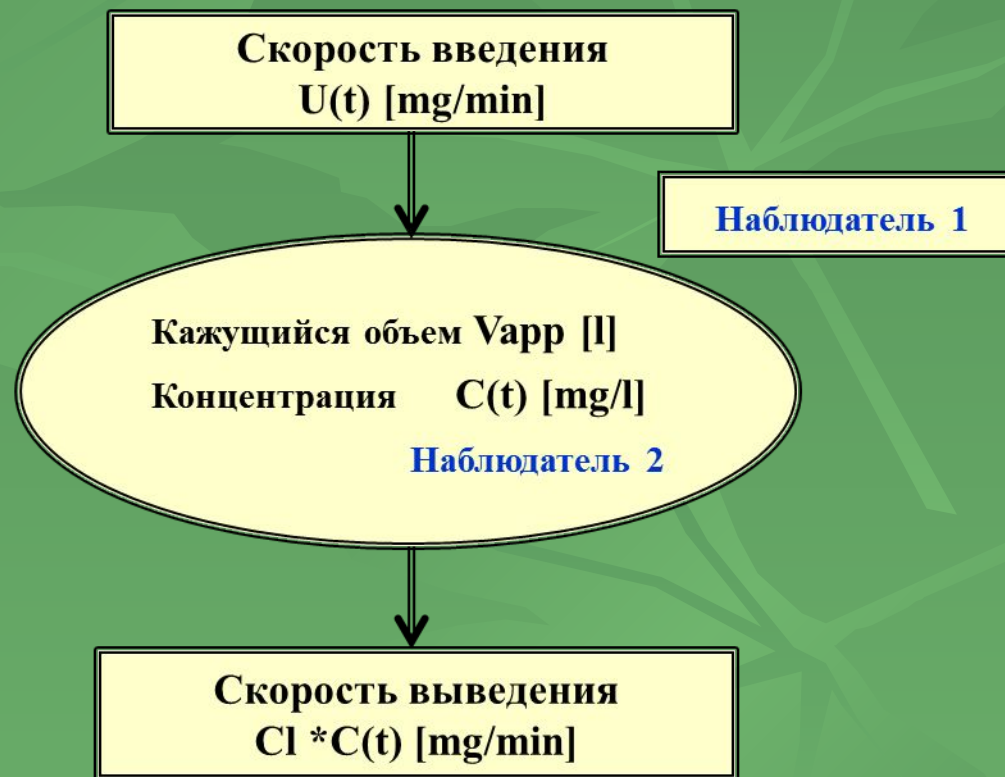 Скорость введения
U(t) [mg/min]
Наблюдатель 1
Кажущийся объем Vapp [l]
Концентрация C(t) [mg/l]
Наблюдатель 2
Скорость выведения
Cl *C(t) [mg/min]